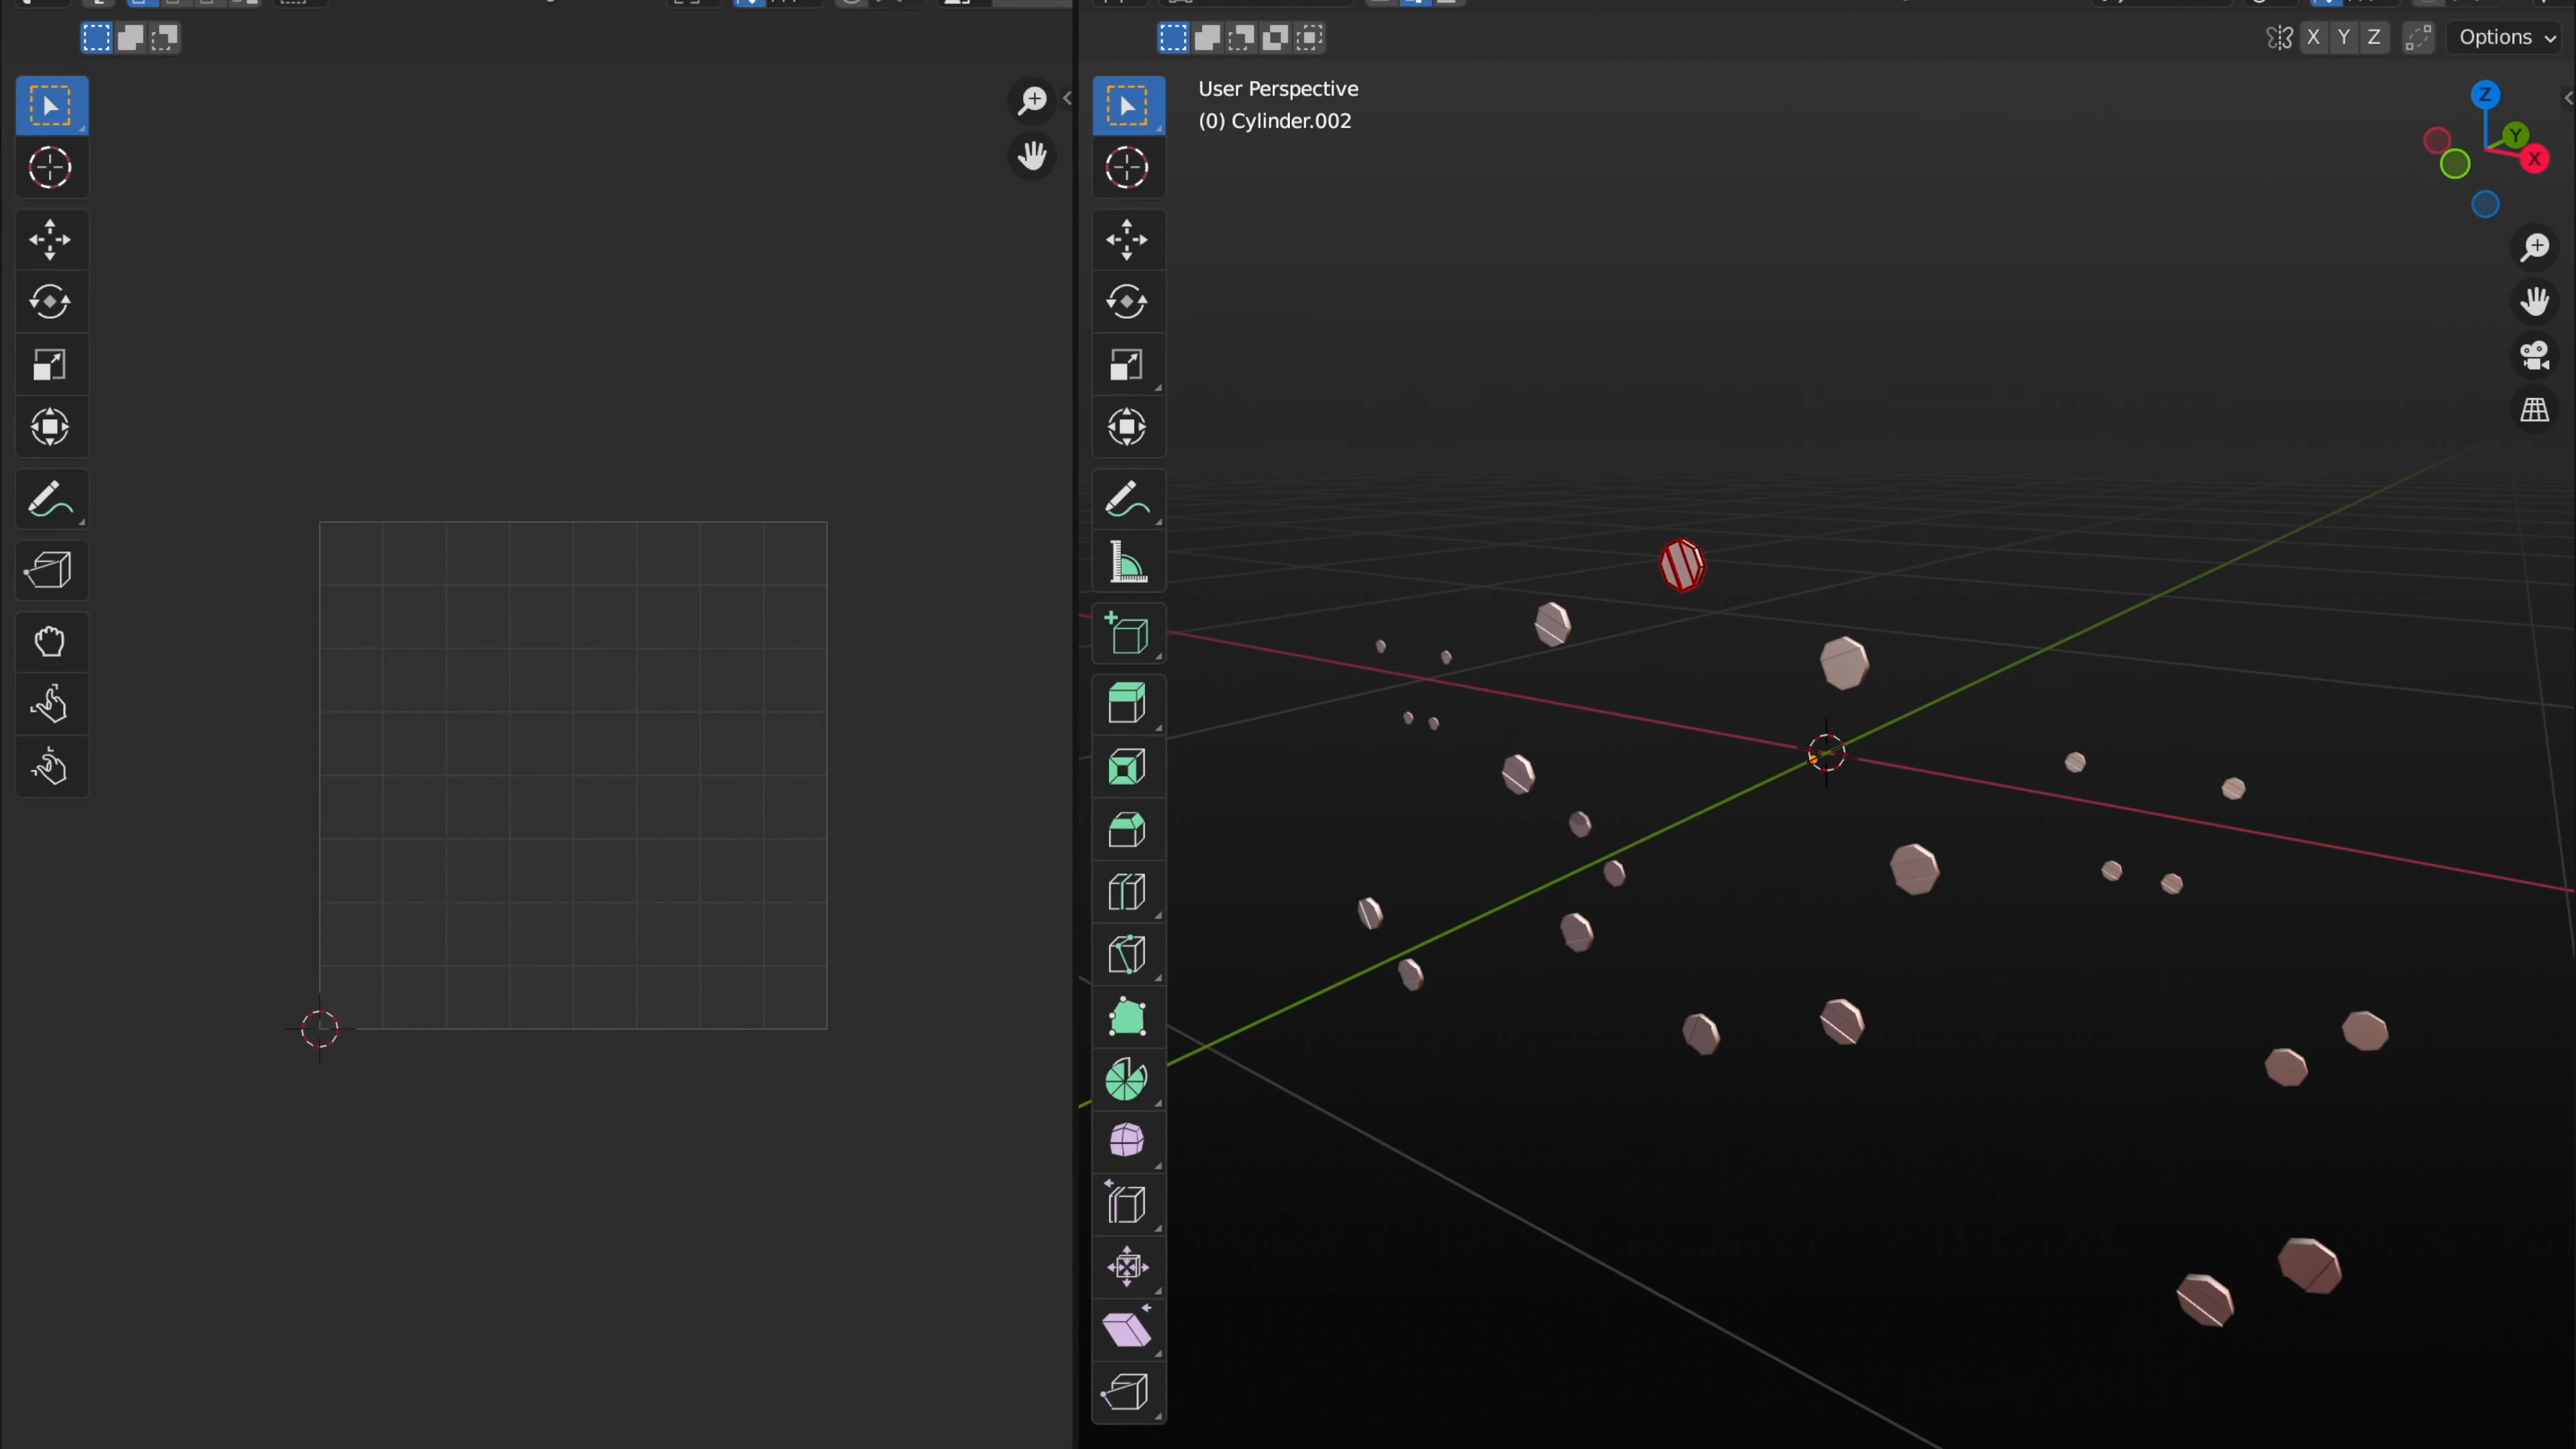 X Y Z Options
User Perspective
(0) Cylinder.002
Z
Y
X